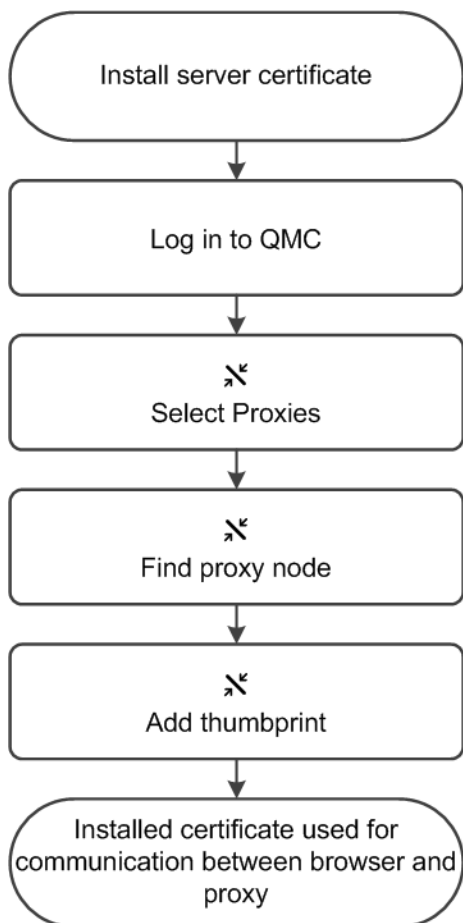 Install server certificate
Log in to QMC
Select Proxies
Find proxy node
Add thumbprint
Installed certificate used for
communication between browser and
proxy